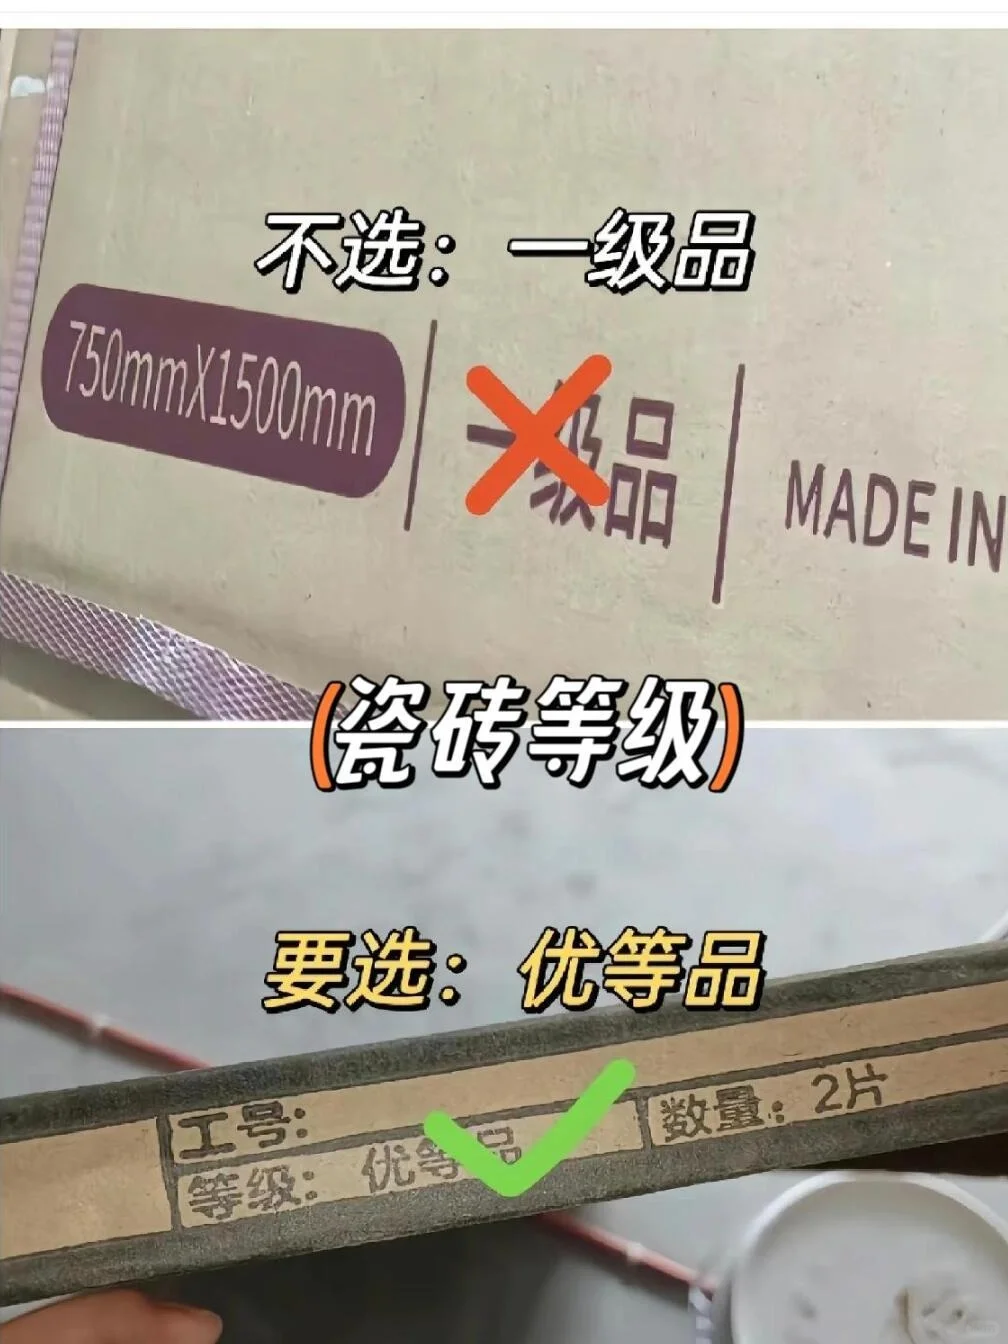 不选：一级品
750mmX1500mm
一级品
MADE IN
(瓷砖等级)
要选：优等品
工号：
等级：优等品
数量：2片